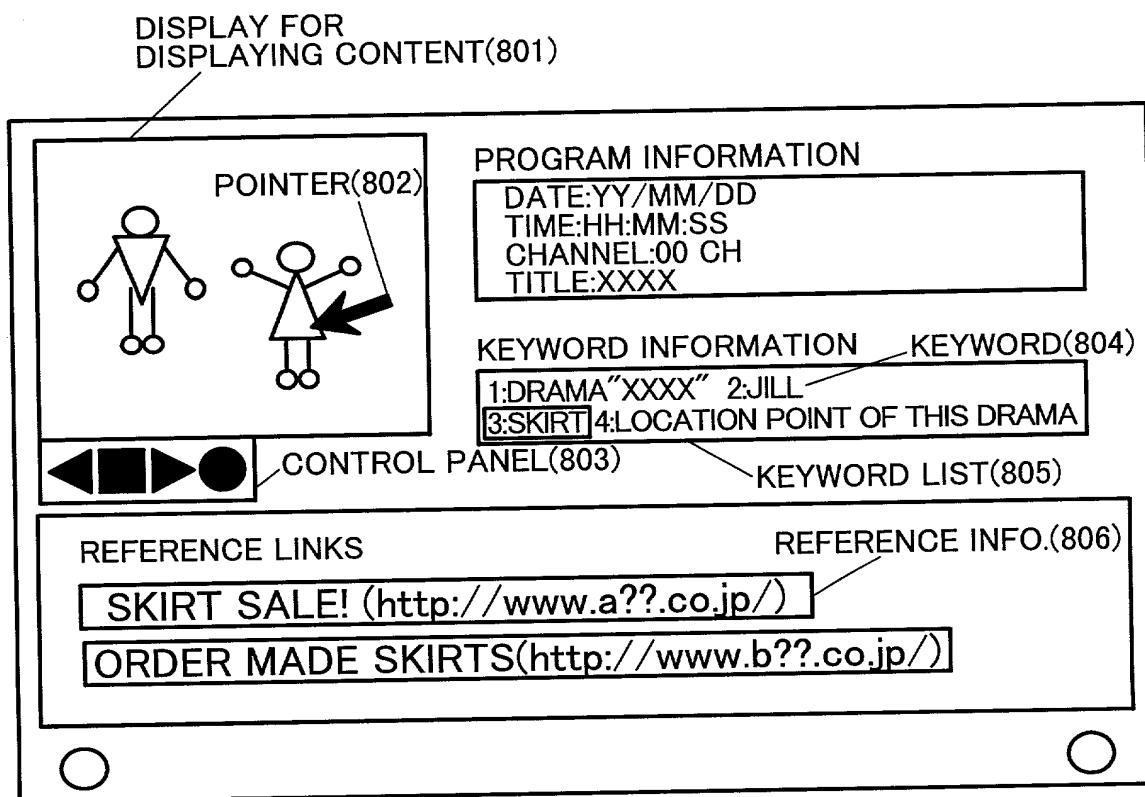 DISPLAY FOR
DISPLAYING CONTENT(801)
POINTER(802)
PROGRAM INFORMATION
DATE:YY/MM/DD
TIME:HH:MM:SS
CHANNEL:00 CH
TITLE:XXXX
KEYWORD INFORMATION
KEYWORD(804)
1:DRAMA"XXXX" 2:JILL
3:SKIRT 4:LOCATION POINT OF THIS DRAMA
CONTROL PANEL(803)
KEYWORD LIST(805)
REFERENCE LINKS
REFERENCE INFO.(806)
SKIRT SALE! (http://www.a??.co.jp/)
ORDER MADE SKIRTS(http://www.b??.co.jp/)